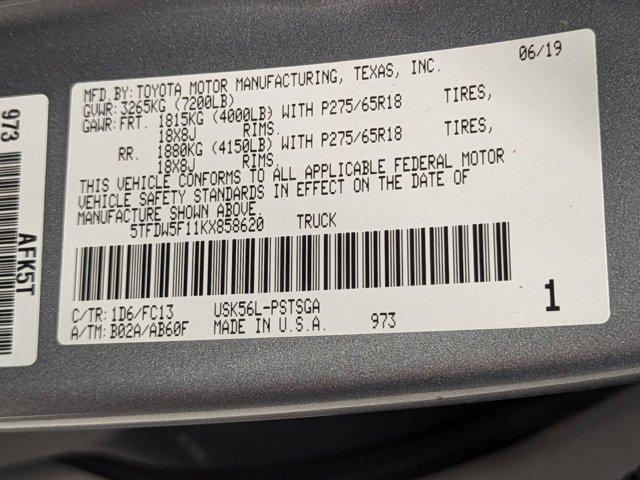 06/19
MFD.BY: TOYOTA MOTOR MANUFACTURING, TEXAS, INC.
GVWR: 3265KG (7200LB)
GAWR: FRT. 1815KG (4000LB) WITH P275/65R18 TIRES,
18X8J RIMS.
RR. 1880KG (4150LB) WITH P275/65R18 TIRES,
18X8J RIMS.
THIS VEHICLE CONFORMS TO ALL APPLICABLE FEDERAL MOTOR
VEHICLE SAFETY STANDARDS IN EFFECT ON THE DATE OF
MANUFACTURE SHOWN ABOVE.
5TFDW5F11KX858620 TRUCK
C/TR: 1D6/FC13 USK56L-PSTSGA
A/TM: B02A/AB60F MADE IN U.S.A. 973
1
973
AFK5T